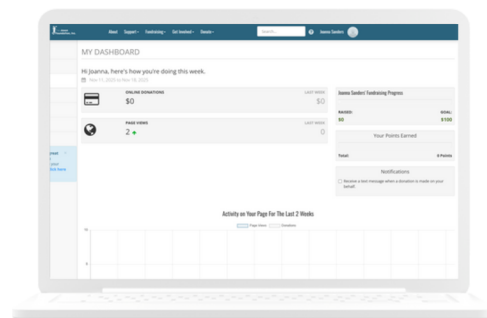 About Support Fundraising Get Involved Donate Search... Joanna Sanders
MY DASHBOARD
Hi Joanna, here's how you're doing this week.
ONLINE DONATIONS
$0
LAST WEEK
$0
PAGE VIEWS
2 +
LAST WEEK
0
Joanna Sanders' Fundraising Progress
RAISED: GOAL:
$0 $100
Your Points Earned
Total: 0 Points
Notifications
Receive a text message when a donation is made on your
behalf.
Activity on Your Page For The Last 2 Weeks
Page Views Donations
10